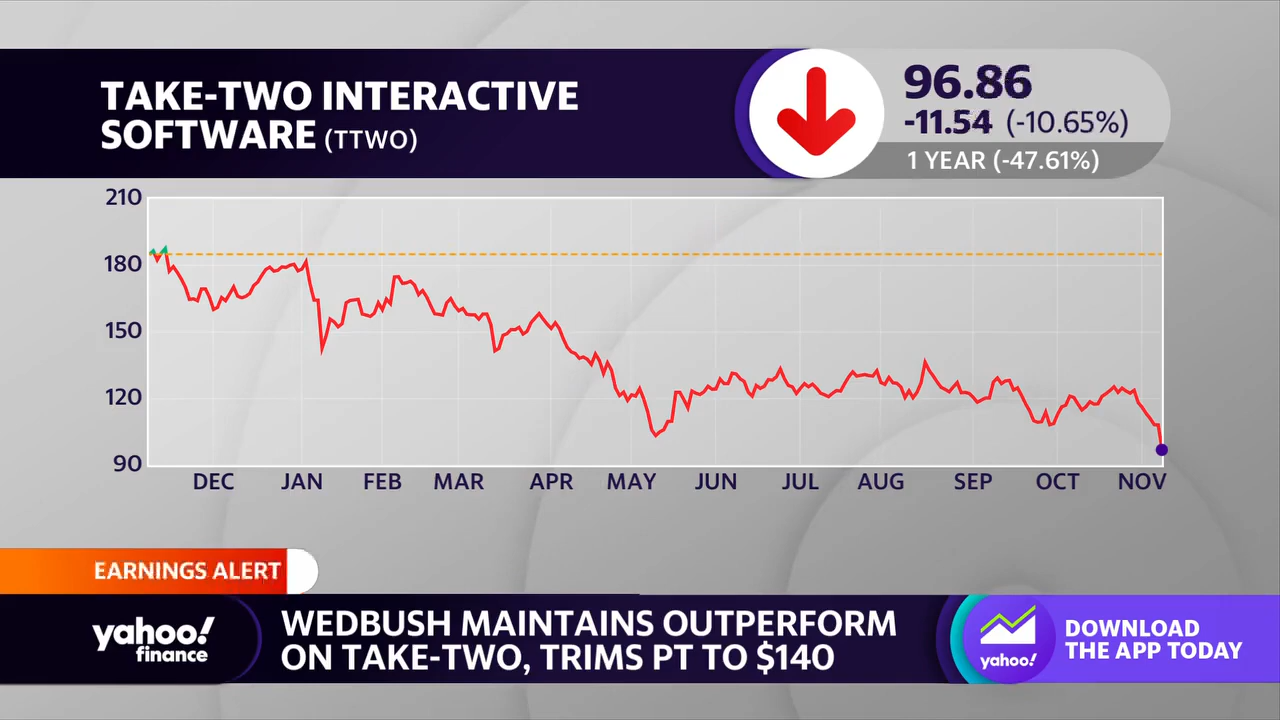 TAKE-TWO INTERACTIVE
SOFTWARE (TTWO)
96.86
-11.54 (-10.65%)
1 YEAR (-47.61%)
210
180
150
120
90
DEC JAN FEB MAR APR MAY JUN JUL AUG SEP OCT NOV
EARNINGS ALERT
yahoo!
finance
WEDBUSH MAINTAINS OUTPERFORM
ON TAKE-TWO, TRIMS PT TO $140
yahoo!
DOWNLOAD
THE APP TODAY